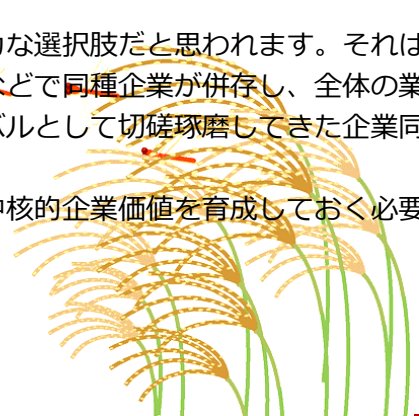 な選択肢だと思われます。それは
どで同種企業が併存し、全体の業
ルとして切磋琢磨してきた企業同
核的企業価値を育成しておく必要